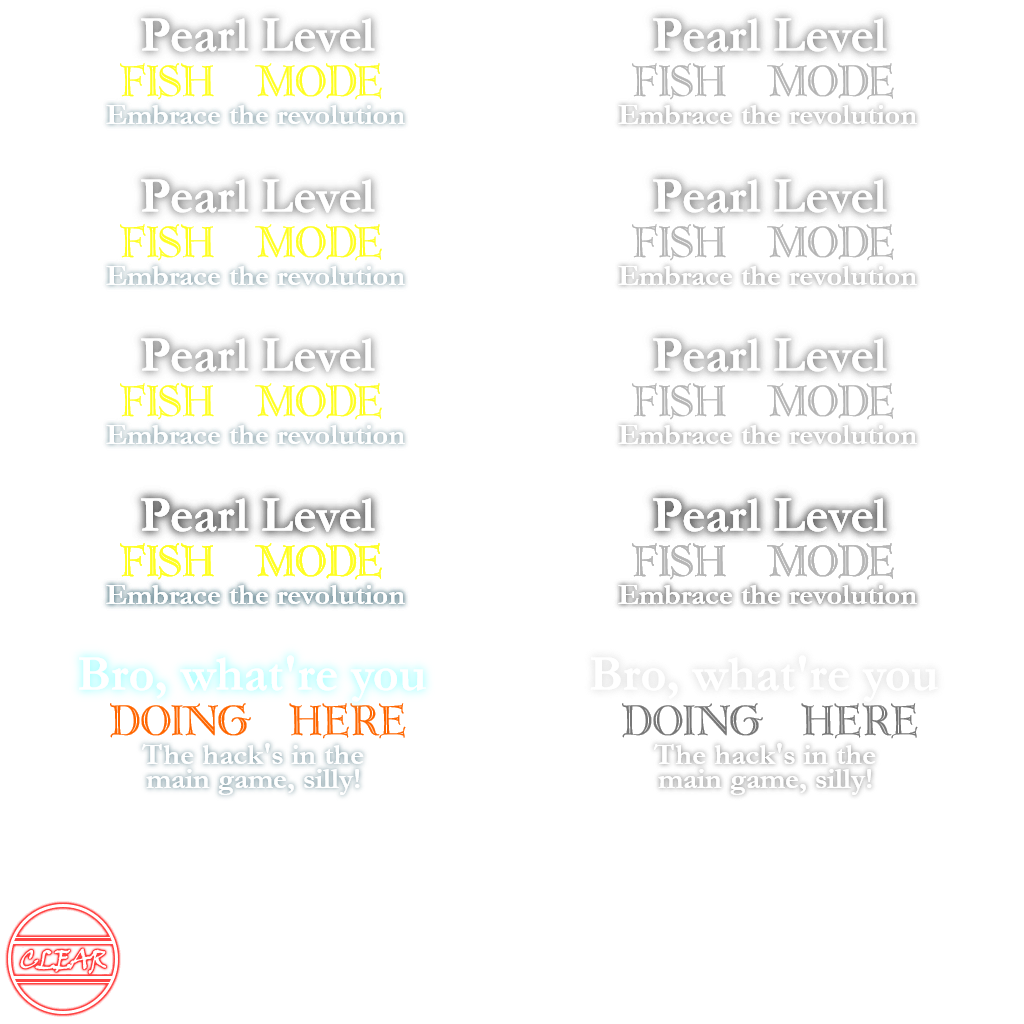 Pearl Level
FISH MODE
Embrace the revolution
Pearl Level
FISH MODE
Embrace the revolution
Pearl Level
FISH MODE
Embrace the revolution
Pearl Level
FISH MODE
Embrace the revolution
Pearl Level
FISH MODE
Embrace the revolution
Pearl Level
FISH MODE
Embrace the revolution
Pearl Level
FISH MODE
Embrace the revolution
Pearl Level
FISH MODE
Embrace the revolution
Bro, what're you
DOING HERE
The hack's in the
main game, silly!
Bro, what're you
DOING HERE
The hack's in the
main game, silly!
CLEAR